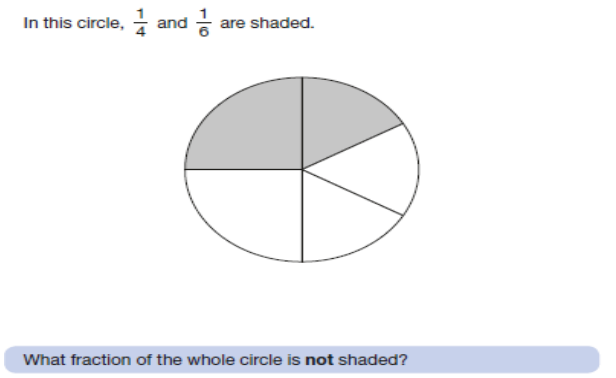 In this circle, 1/4 and 1/6 are shaded.
What fraction of the whole circle is not shaded?